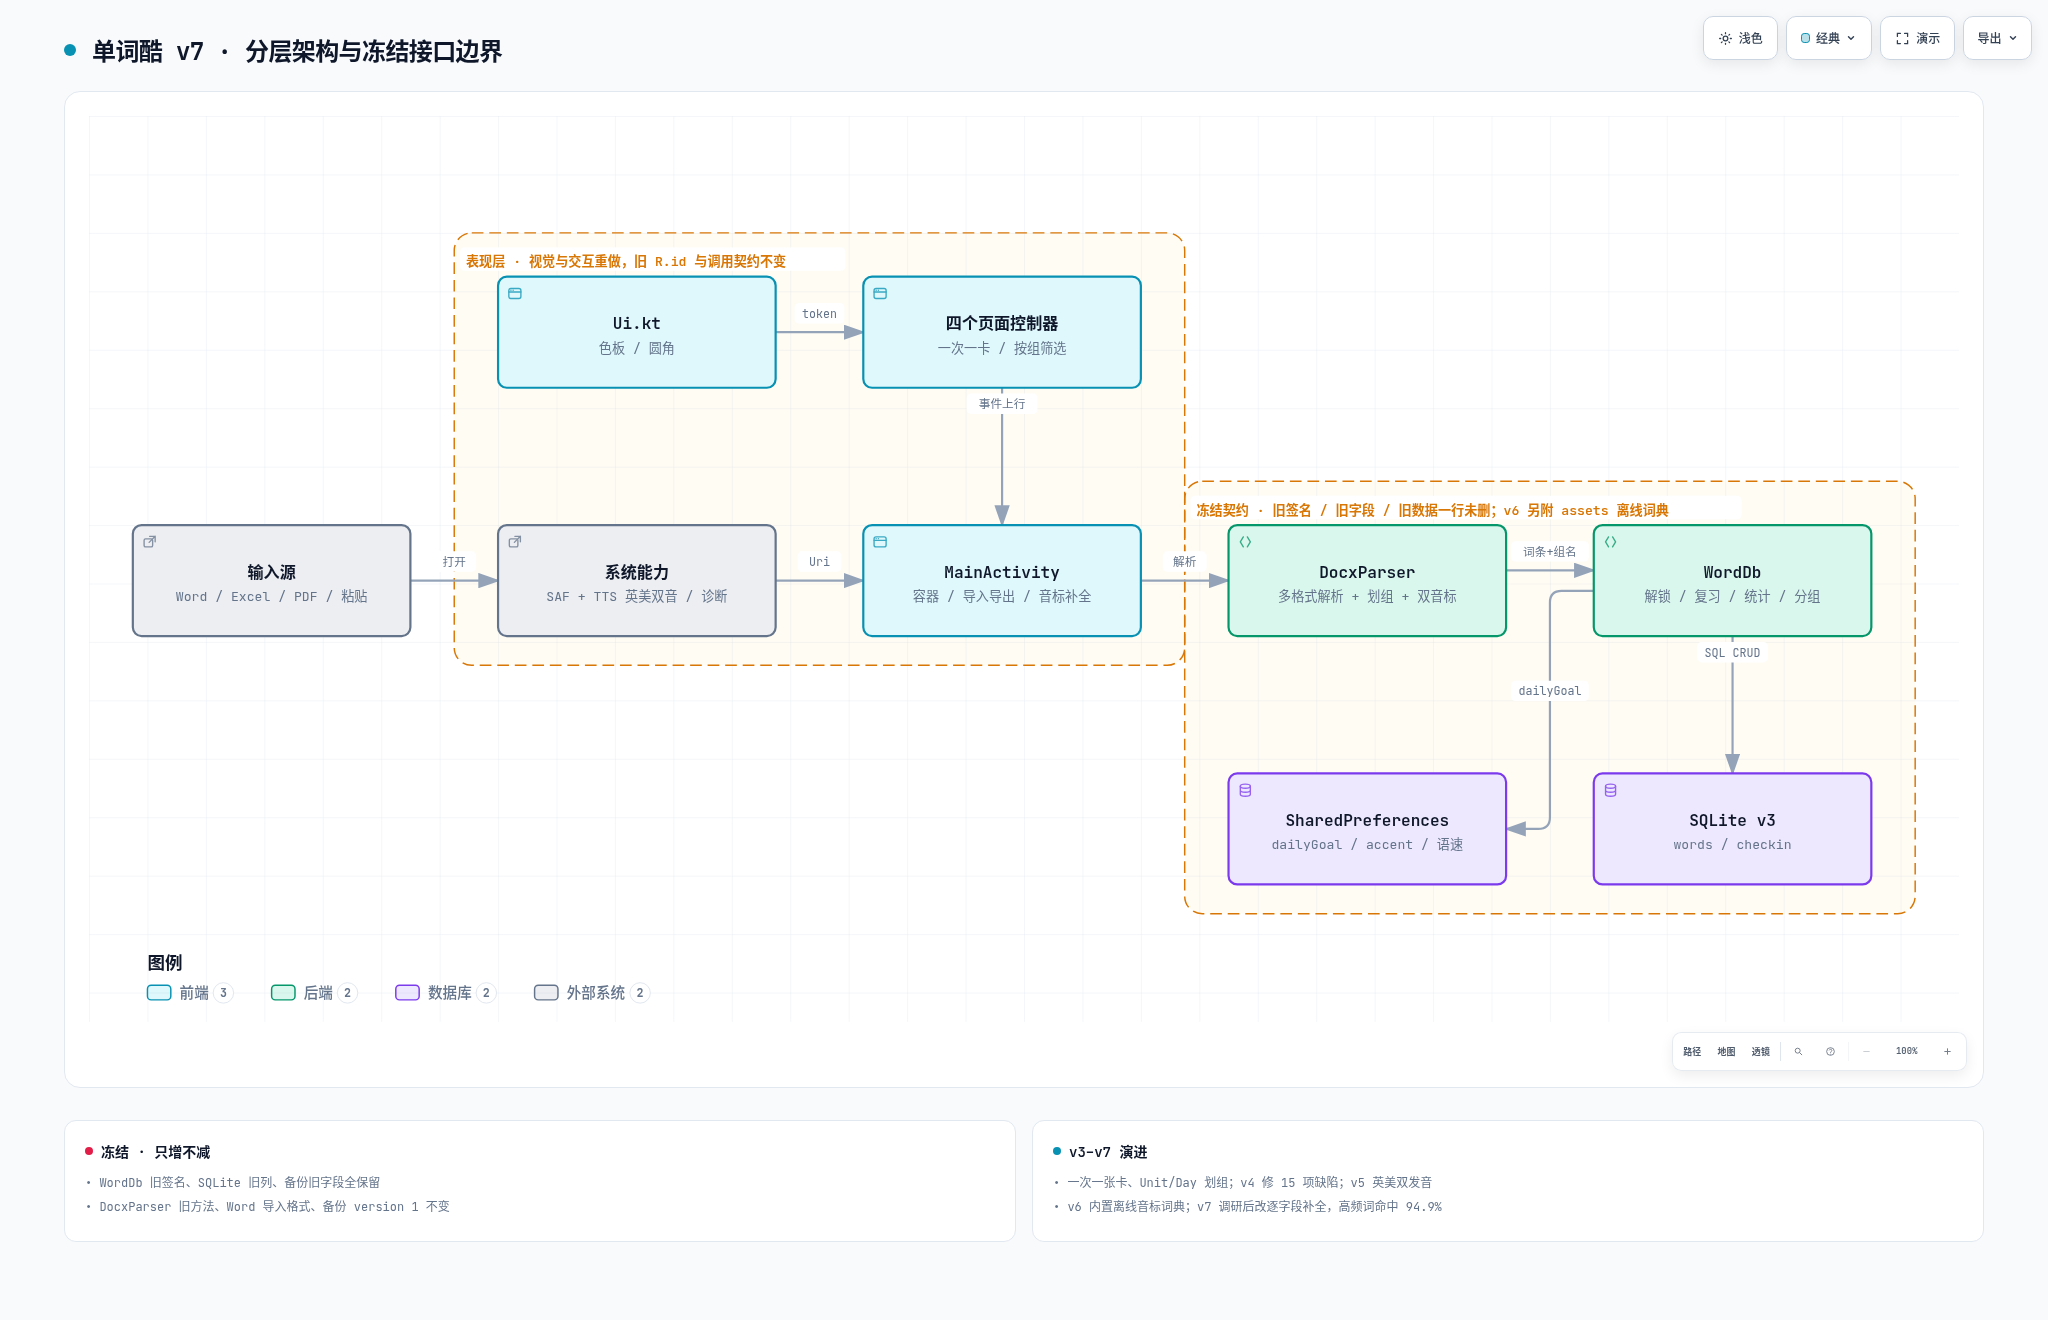 单词酷 v7 · 分层架构与冻结接口边界
浅色
经典
演示
导出
表现层 · 视觉与交互重做，旧 R.id 与调用契约不变
Ui.kt
色板 / 圆角
token
四个页面控制器
一次一卡 / 按组筛选
事件上行
冻结契约 · 旧签名 / 旧字段 / 旧数据一行未删；v6 另附 assets 离线词典
输入源
Word / Excel / PDF / 粘贴
打开
系统能力
SAF + TTS 英美双音 / 诊断
Uri
MainActivity
容器 / 导入导出 / 音标补全
解析
DocxParser
多格式解析 + 划组 + 双音标
词条+组名
WordDb
解锁 / 复习 / 统计 / 分组
SQL CRUD
dailyGoal
SharedPreferences
dailyGoal / accent / 语速
SQLite v3
words / checkin
图例
前端 3
后端 2
数据库 2
外部系统 2
路径
地图
透镜
100%
冻结 · 只增不减
• WordDb 旧签名、SQLite 旧列、备份旧字段全保留
• DocxParser 旧方法、Word 导入格式、备份 version 1 不变
v3–v7 演进
• 一次一张卡、Unit/Day 划组；v4 修 15 项缺陷；v5 英美双发音
• v6 内置离线音标词典；v7 调研后改逐字段补全，高频词命中 94.9%